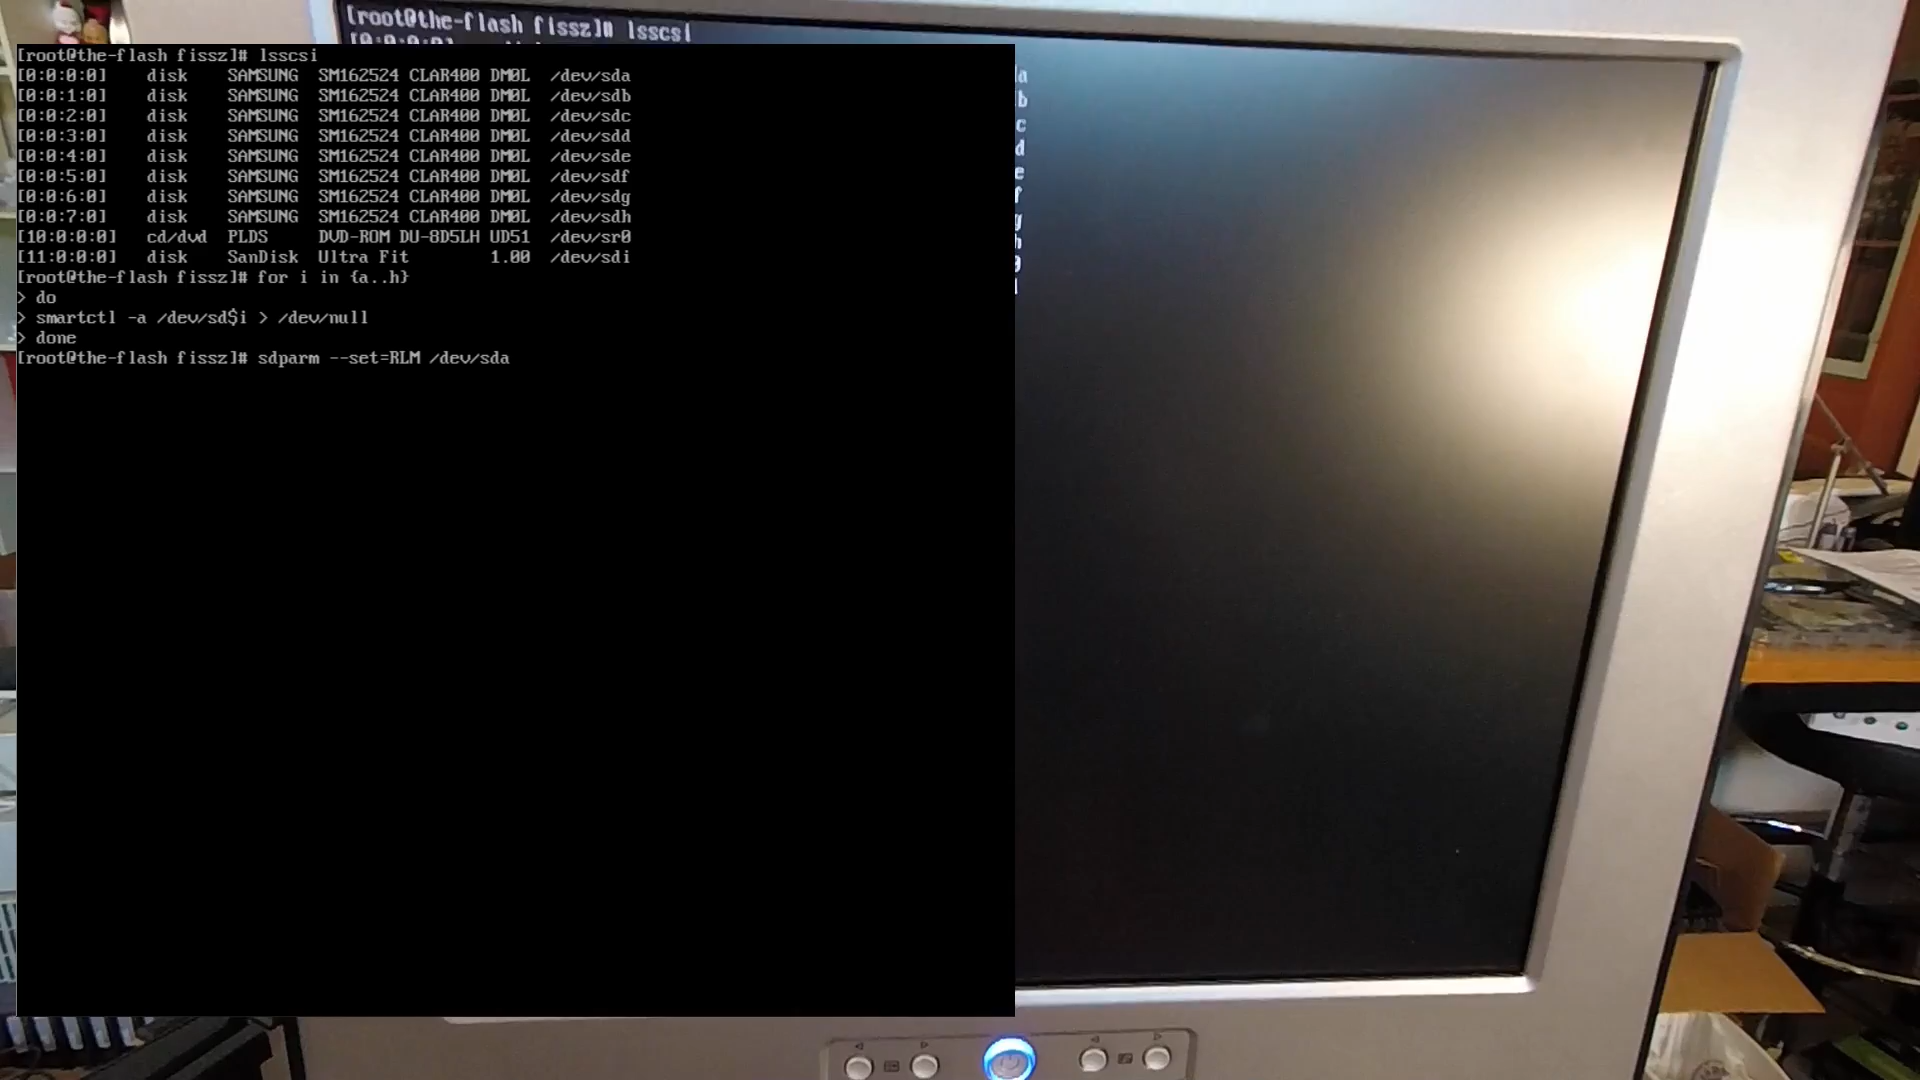 [root@the-flash fissz]# lsscsi
[root@the-flash fissz]# lsscsi
[0:0:0:0]    disk    SAMSUNG  SM162524 CLAR400 DM0L  /dev/sda
[0:0:1:0]    disk    SAMSUNG  SM162524 CLAR400 DM0L  /dev/sdb
[0:0:2:0]    disk    SAMSUNG  SM162524 CLAR400 DM0L  /dev/sdc
[0:0:3:0]    disk    SAMSUNG  SM162524 CLAR400 DM0L  /dev/sdd
[0:0:4:0]    disk    SAMSUNG  SM162524 CLAR400 DM0L  /dev/sde
[0:0:5:0]    disk    SAMSUNG  SM162524 CLAR400 DM0L  /dev/sdf
[0:0:6:0]    disk    SAMSUNG  SM162524 CLAR400 DM0L  /dev/sdg
[0:0:7:0]    disk    SAMSUNG  SM162524 CLAR400 DM0L  /dev/sdh
[10:0:0:0]   cd/dvd  PLDS     DVD-ROM DU-8D5LH UD51  /dev/sr0
[11:0:0:0]   disk    SanDisk  Ultra Fit        1.00  /dev/sdi
[root@the-flash fissz]# for i in {a..h}
> do
> smartctl -a /dev/sd$i > /dev/null
> done
[root@the-flash fissz]# sdparm --set=RLM /dev/sda
a
b
c
d
e
f
g
h
0